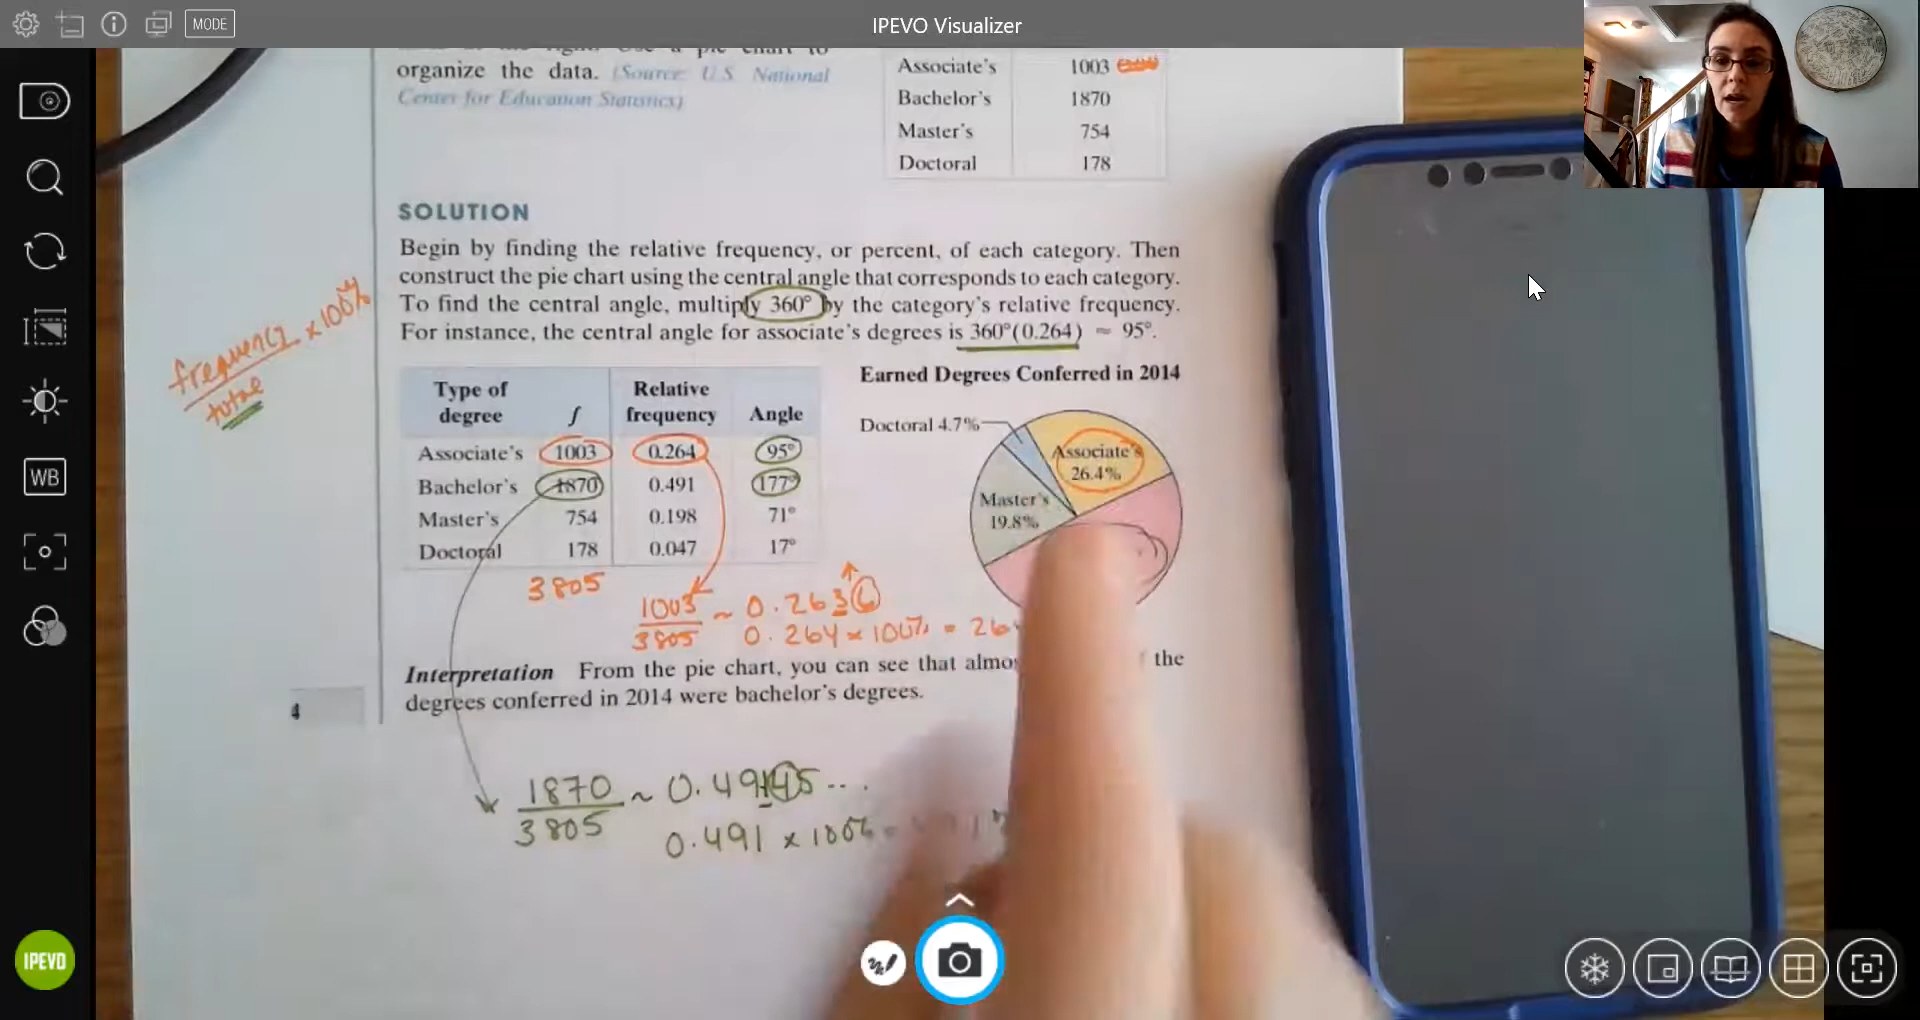 MODE
IPEVO Visualizer
organize the data. (Source: U.S. National
Center for Education Statistics)
Associate's 1003
Bachelor's 1870
Master's 754
Doctoral 178
SOLUTION
Begin by finding the relative frequency, or percent, of each category. Then
construct the pie chart using the central angle that corresponds to each category.
To find the central angle, multiply 360° by the category's relative frequency.
For instance, the central angle for associate's degrees is 360°(0.264) ≈ 95°.
frequency × 100%
total
Type of degree f Relative frequency Angle
Associate's 1003 0.264 95°
Bachelor's 1870 0.491 177°
Master's 754 0.198 71°
Doctoral 178 0.047 17°
3805
Earned Degrees Conferred in 2014
Doctoral 4.7%
Associate's
26.4%
Master's
19.8%
1003
3805
~ 0.2636
0.264 × 100% = 26
Interpretation From the pie chart, you can see that the
degrees conferred in 2014 were bachelor's degrees.
4
1870
3805
~ 0.49145...
0.491 × 100%
WB
IPEVO